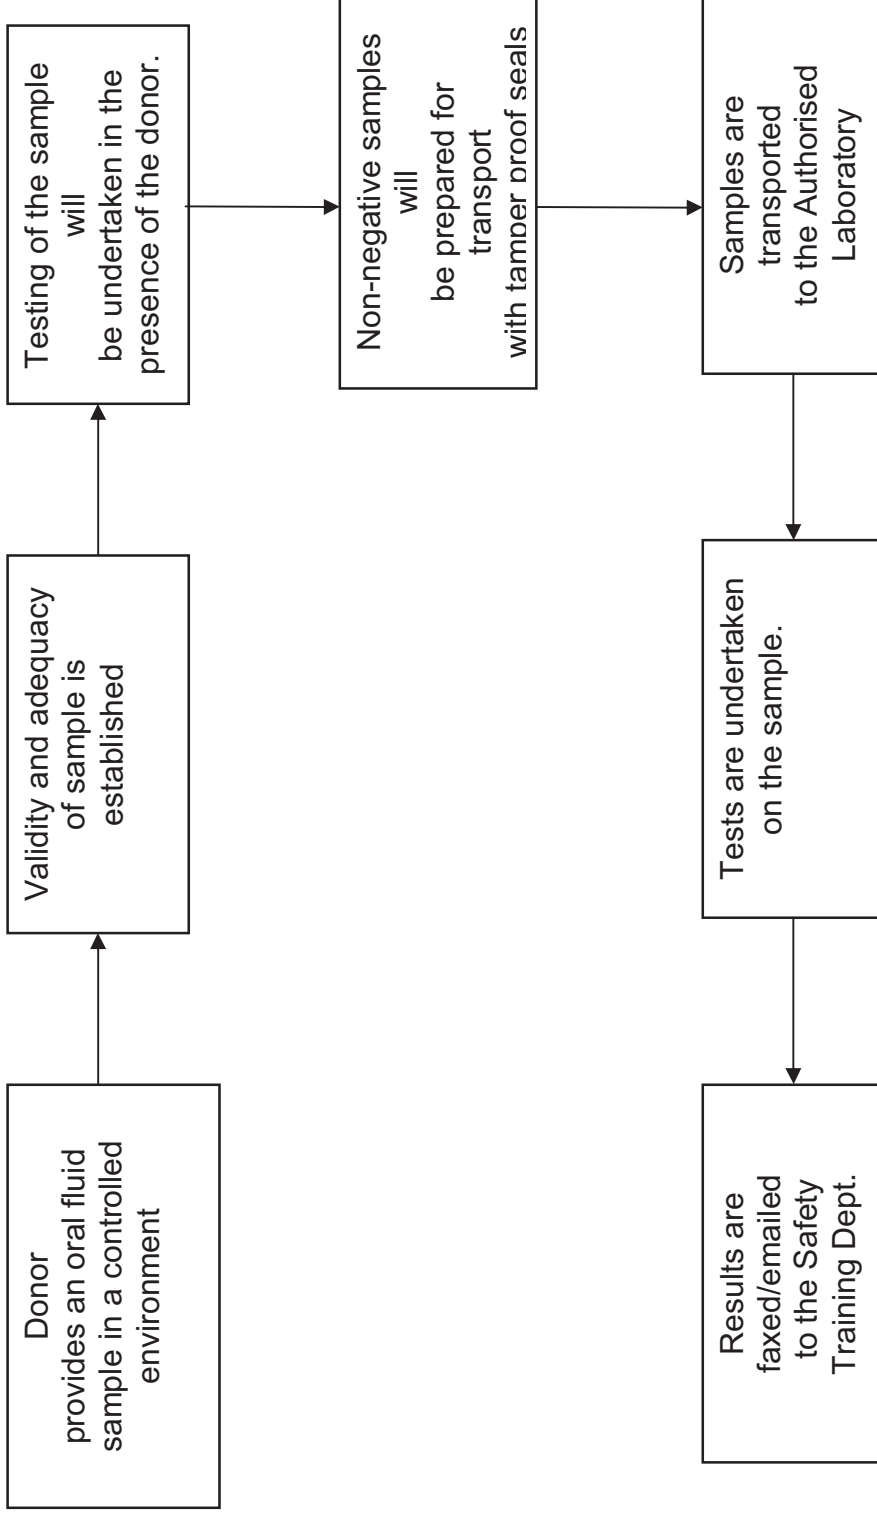 Donor
provides an oral fluid
sample in a controlled
environment
Validity and adequacy
of sample is
established
Testing of the sample
will
be undertaken in the
presence of the donor.
Non-negative samples
will
be prepared for
transport
with tamper proof seals
Samples are
transported
to the Authorised
Laboratory
Tests are undertaken
on the sample.
Results are
faxed/emailed
to the Safety
Training Dept.